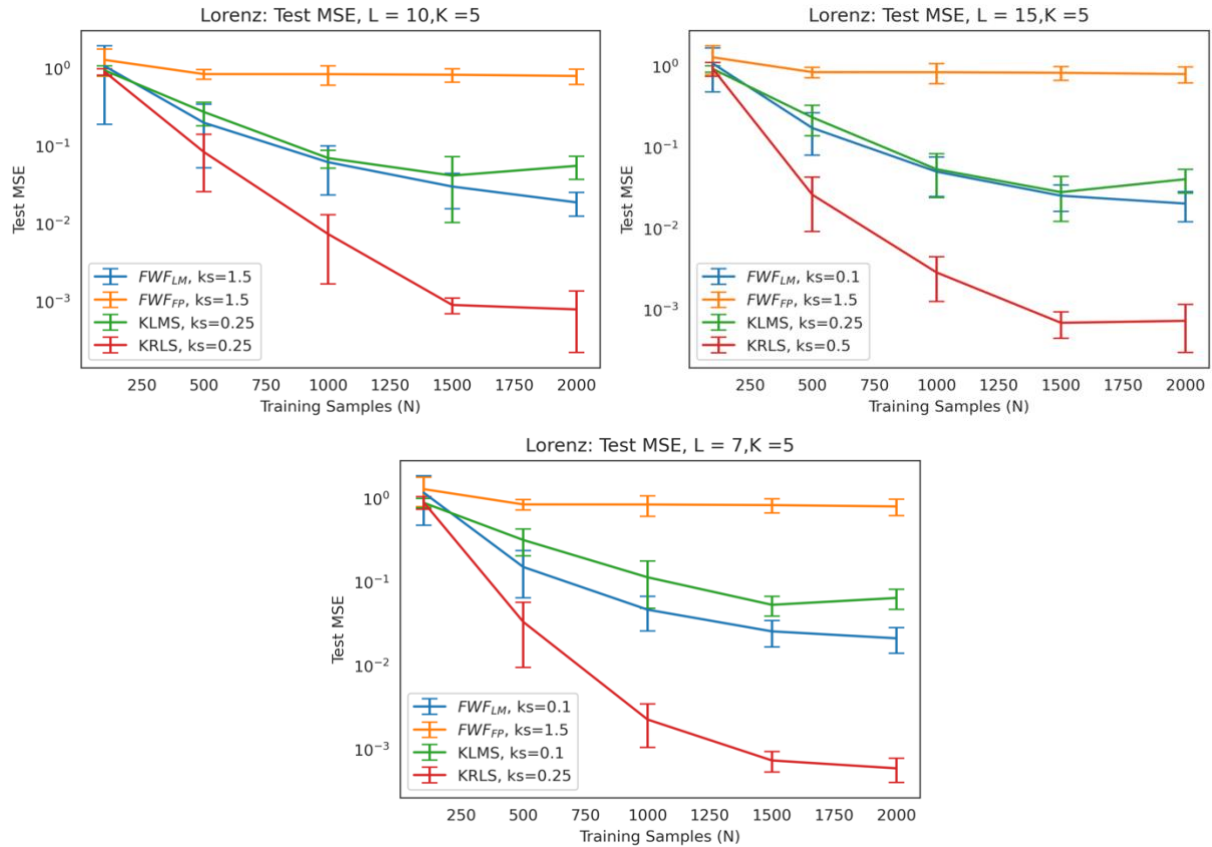 Lorenz: Test MSE, L = 10,K =5
Test MSE
10^0
10^-1
10^-2
10^-3
FWF_LM, ks=1.5
FWF_FP, ks=1.5
KLMS, ks=0.25
KRLS, ks=0.25
250 500 750 1000 1250 1500 1750 2000
Training Samples (N)
Lorenz: Test MSE, L = 15,K =5
Test MSE
10^0
10^-1
10^-2
10^-3
FWF_LM, ks=0.1
FWF_FP, ks=1.5
KLMS, ks=0.25
KRLS, ks=0.5
250 500 750 1000 1250 1500 1750 2000
Training Samples (N)
Lorenz: Test MSE, L = 7,K =5
Test MSE
10^0
10^-1
10^-2
10^-3
FWF_LM, ks=0.1
FWF_FP, ks=1.5
KLMS, ks=0.1
KRLS, ks=0.25
250 500 750 1000 1250 1500 1750 2000
Training Samples (N)